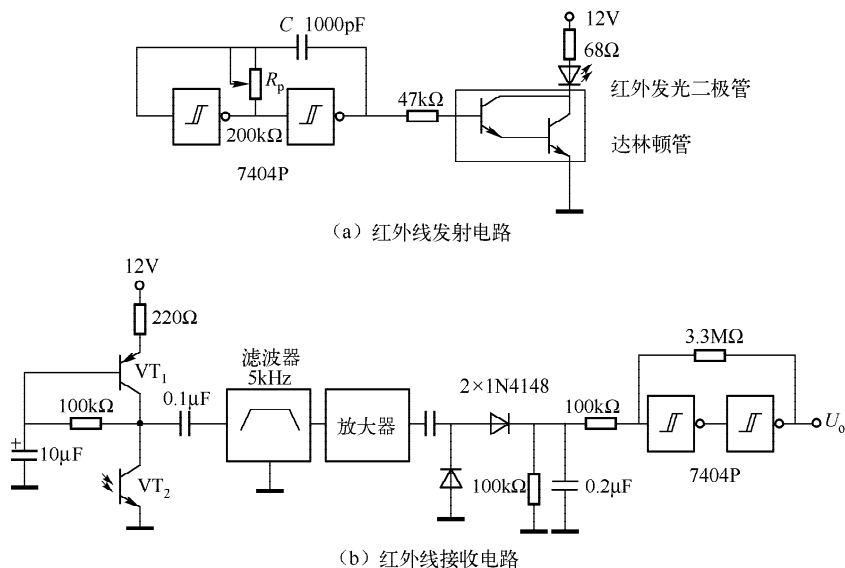 C 1000pF
12V
68Ω
Rp
47kΩ
红外发光二极管
200kΩ
达林顿管
7404P
（a）红外线发射电路
12V
220Ω
VT1
滤波器
5kHz
3.3MΩ
0.1μF
2×1N4148
100kΩ
100kΩ
放大器
Uo
+
10μF
VT2
100kΩ
0.2μF
7404P
（b）红外线接收电路